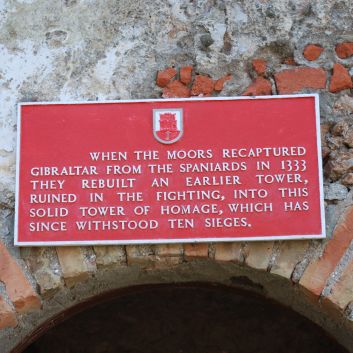 WHEN THE MOORS RECAPTURED
GIBRALTAR FROM THE SPANIARDS IN 1333
THEY REBUILT AN EARLIER TOWER,
RUINED IN THE FIGHTING, INTO THIS
SOLID TOWER OF HOMAGE, WHICH HAS
SINCE WITHSTOOD TEN SIEGES.